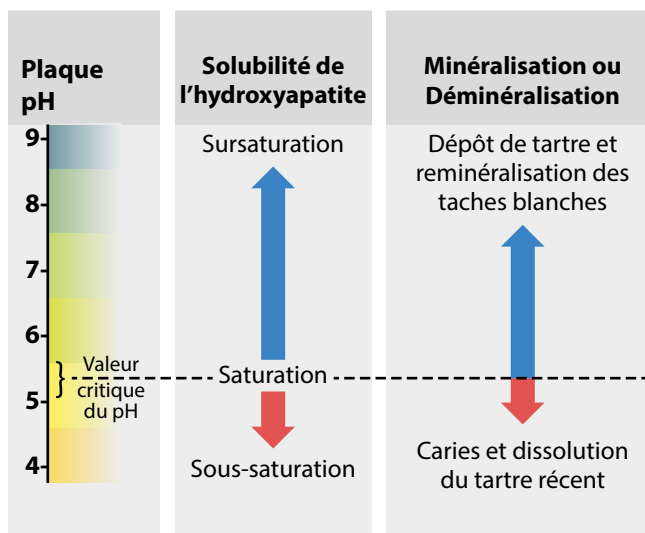 Plaque
pH
9
8
7
6
5
4
Valeur
critique
du pH
Solubilité de
l’hydroxyapatite
Sursaturation
Saturation
Sous-saturation
Minéralisation ou
Déminéralisation
Dépôt de tartre et
reminéralisation des
taches blanches
Caries et dissolution
du tartre récent